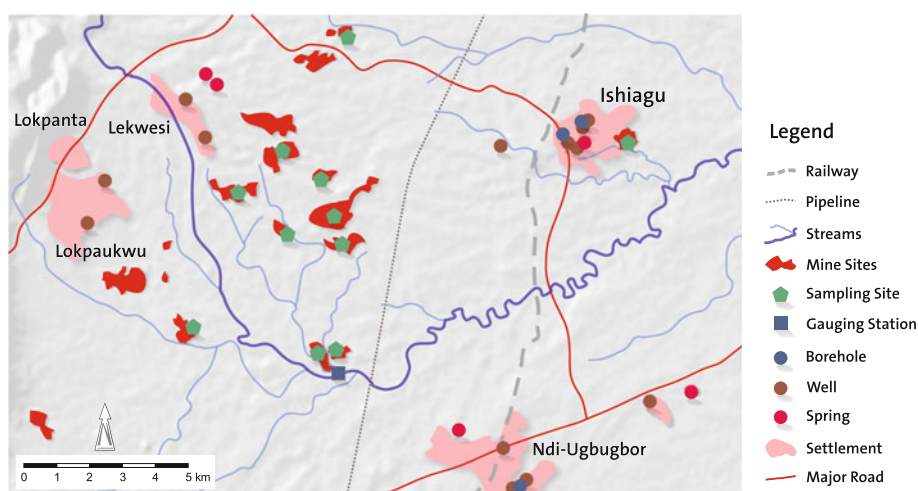 Ishiagu
Lokpanta
Lekwesi
Lokpaukwu
Ndi-Ugbugbor
0 1 2 3 4 5 km
Legend
Railway
Pipeline
Streams
Mine Sites
Sampling Site
Gauging Station
Borehole
Well
Spring
Settlement
Major Road